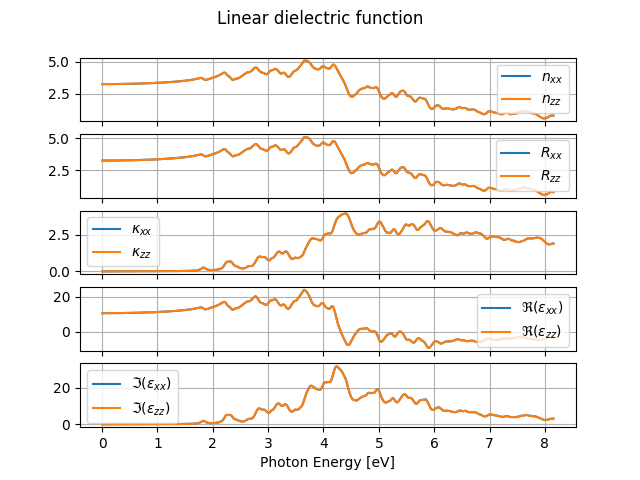 Linear dielectric function
5.0
2.5
n_xx
n_zz
5.0
2.5
R_xx
R_zz
2.5
0.0
κ_xx
κ_zz
20
0
ℜ(ε_xx)
ℜ(ε_zz)
20
0
ℑ(ε_xx)
ℑ(ε_zz)
0 1 2 3 4 5 6 7 8
Photon Energy [eV]